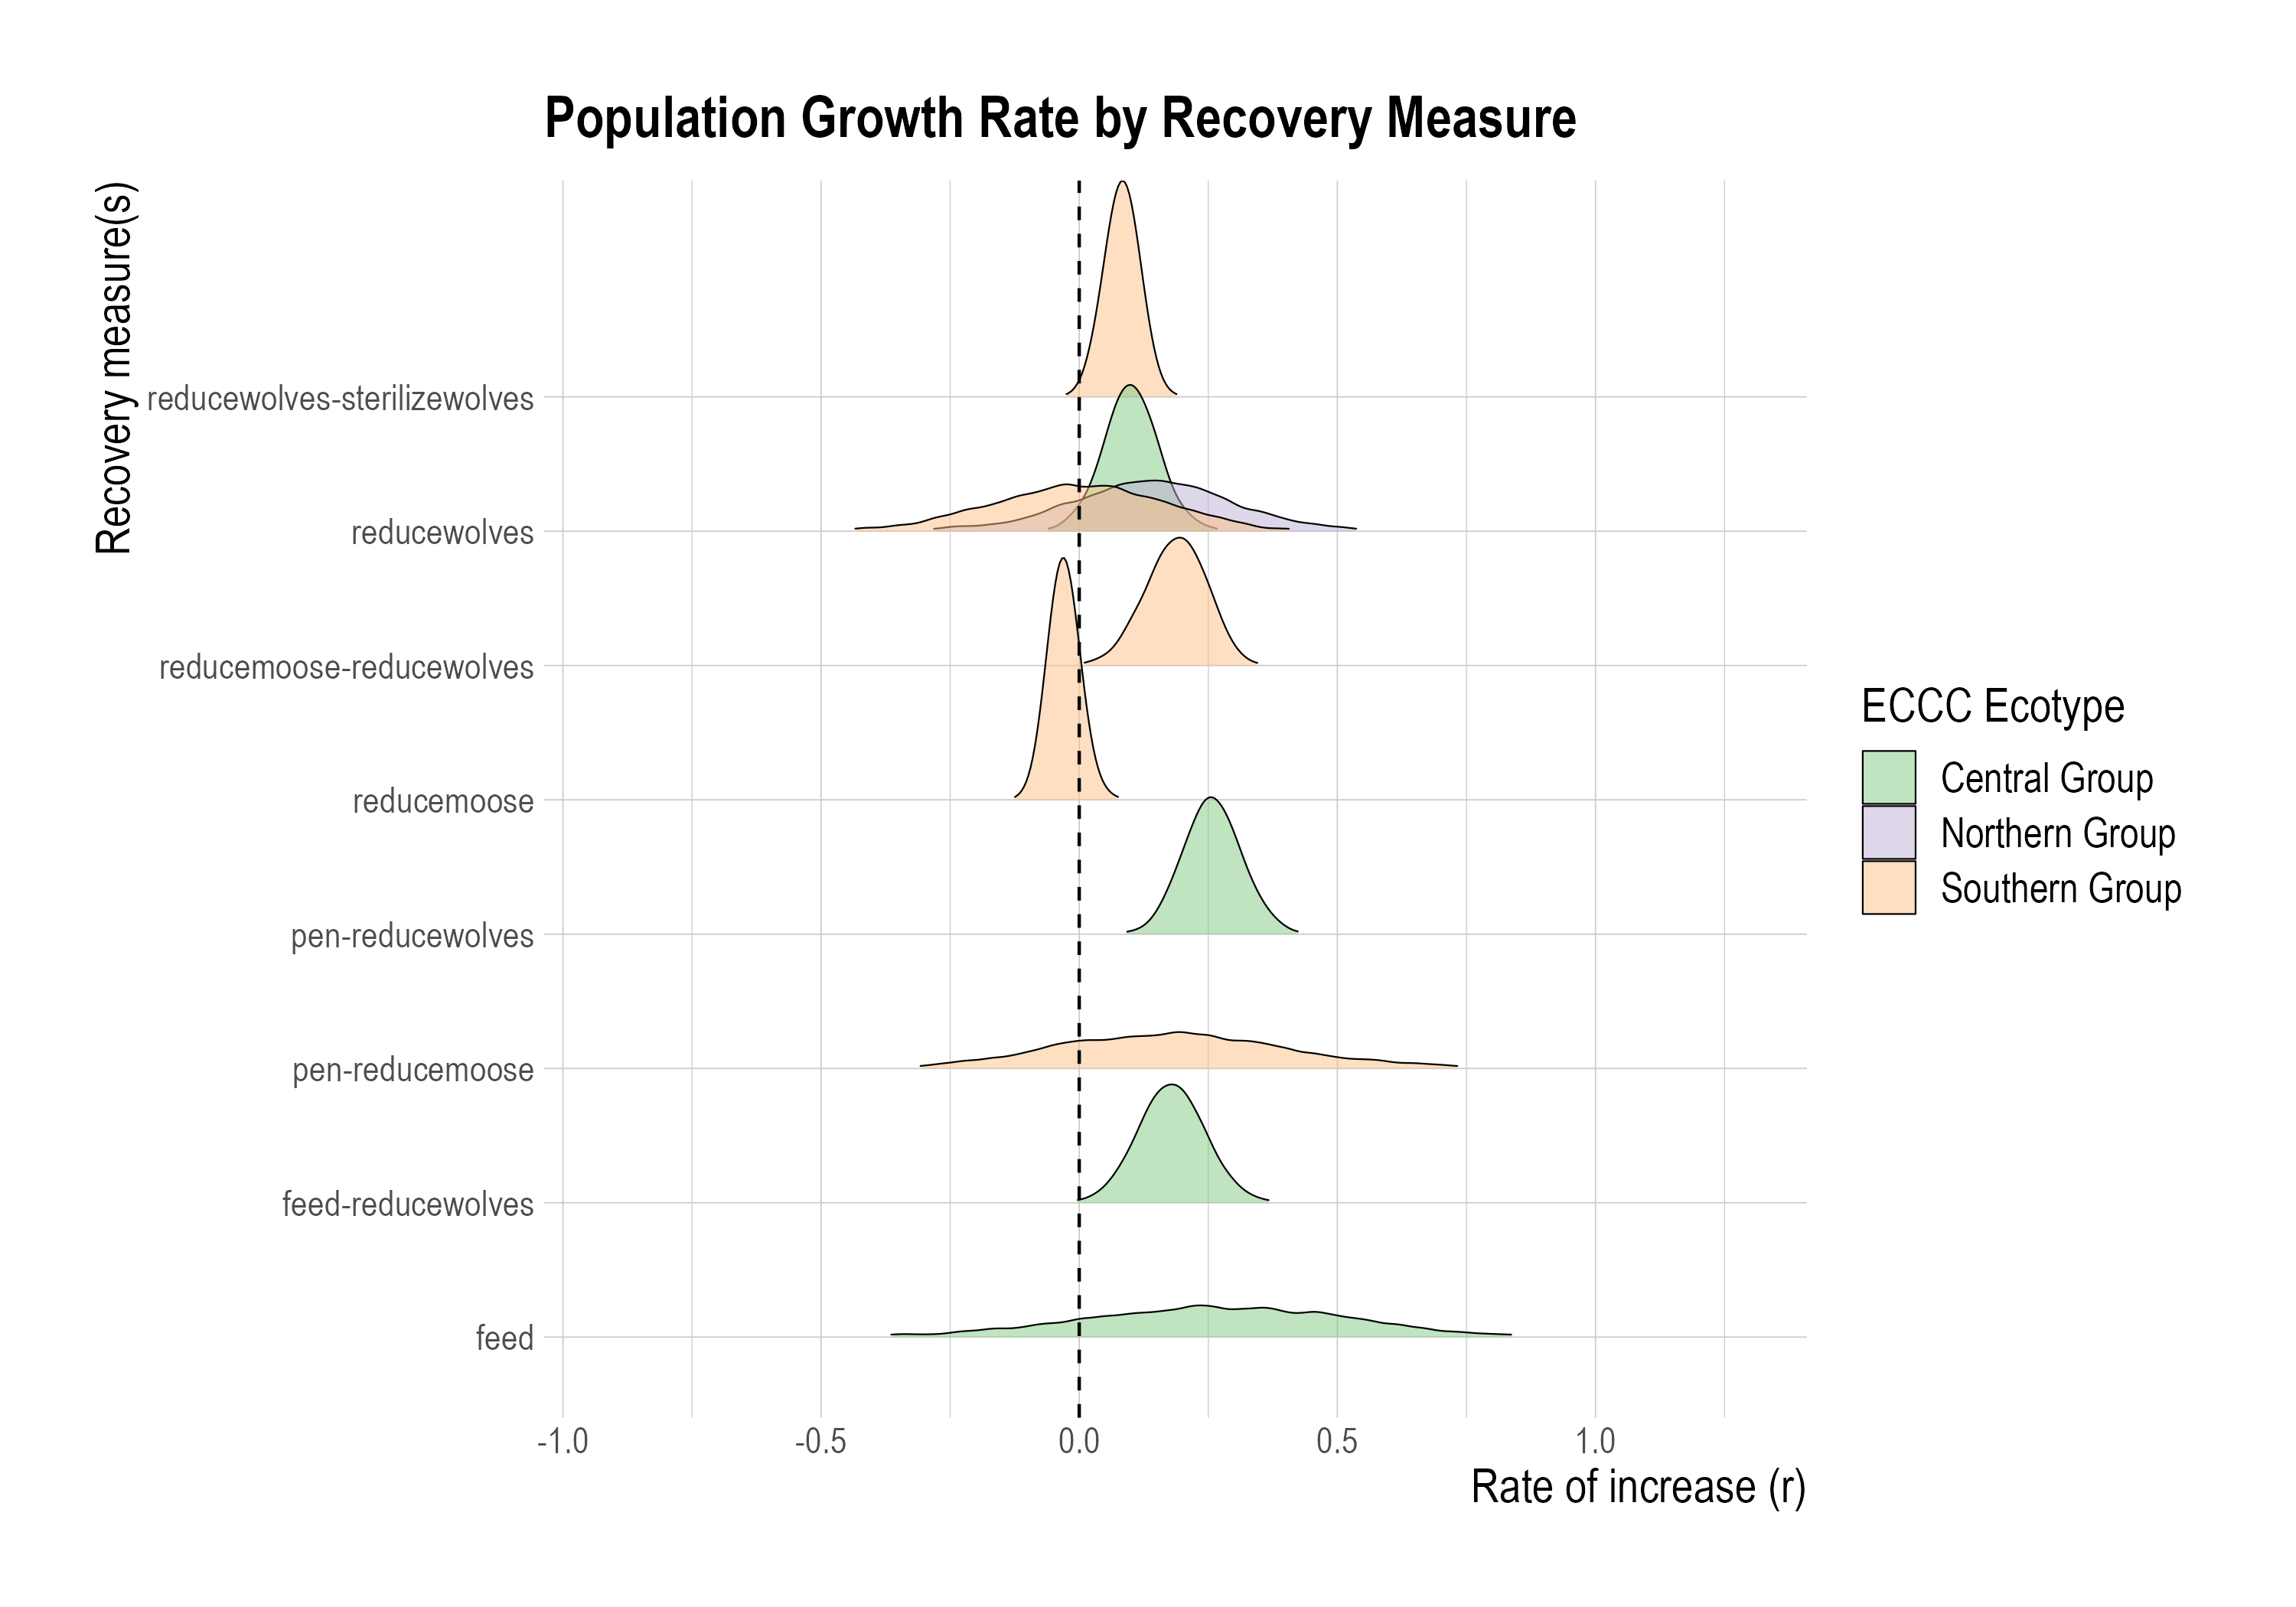 Population Growth Rate by Recovery Measure
Recovery measure(s)
reducewolves-sterilizewolves
reducewolves
reducemoose-reducewolves
reducemoose
pen-reducewolves
pen-reducemoose
feed-reducewolves
feed
-1.0
-0.5
0.0
0.5
1.0
Rate of increase (r)
ECCC Ecotype
Central Group
Northern Group
Southern Group